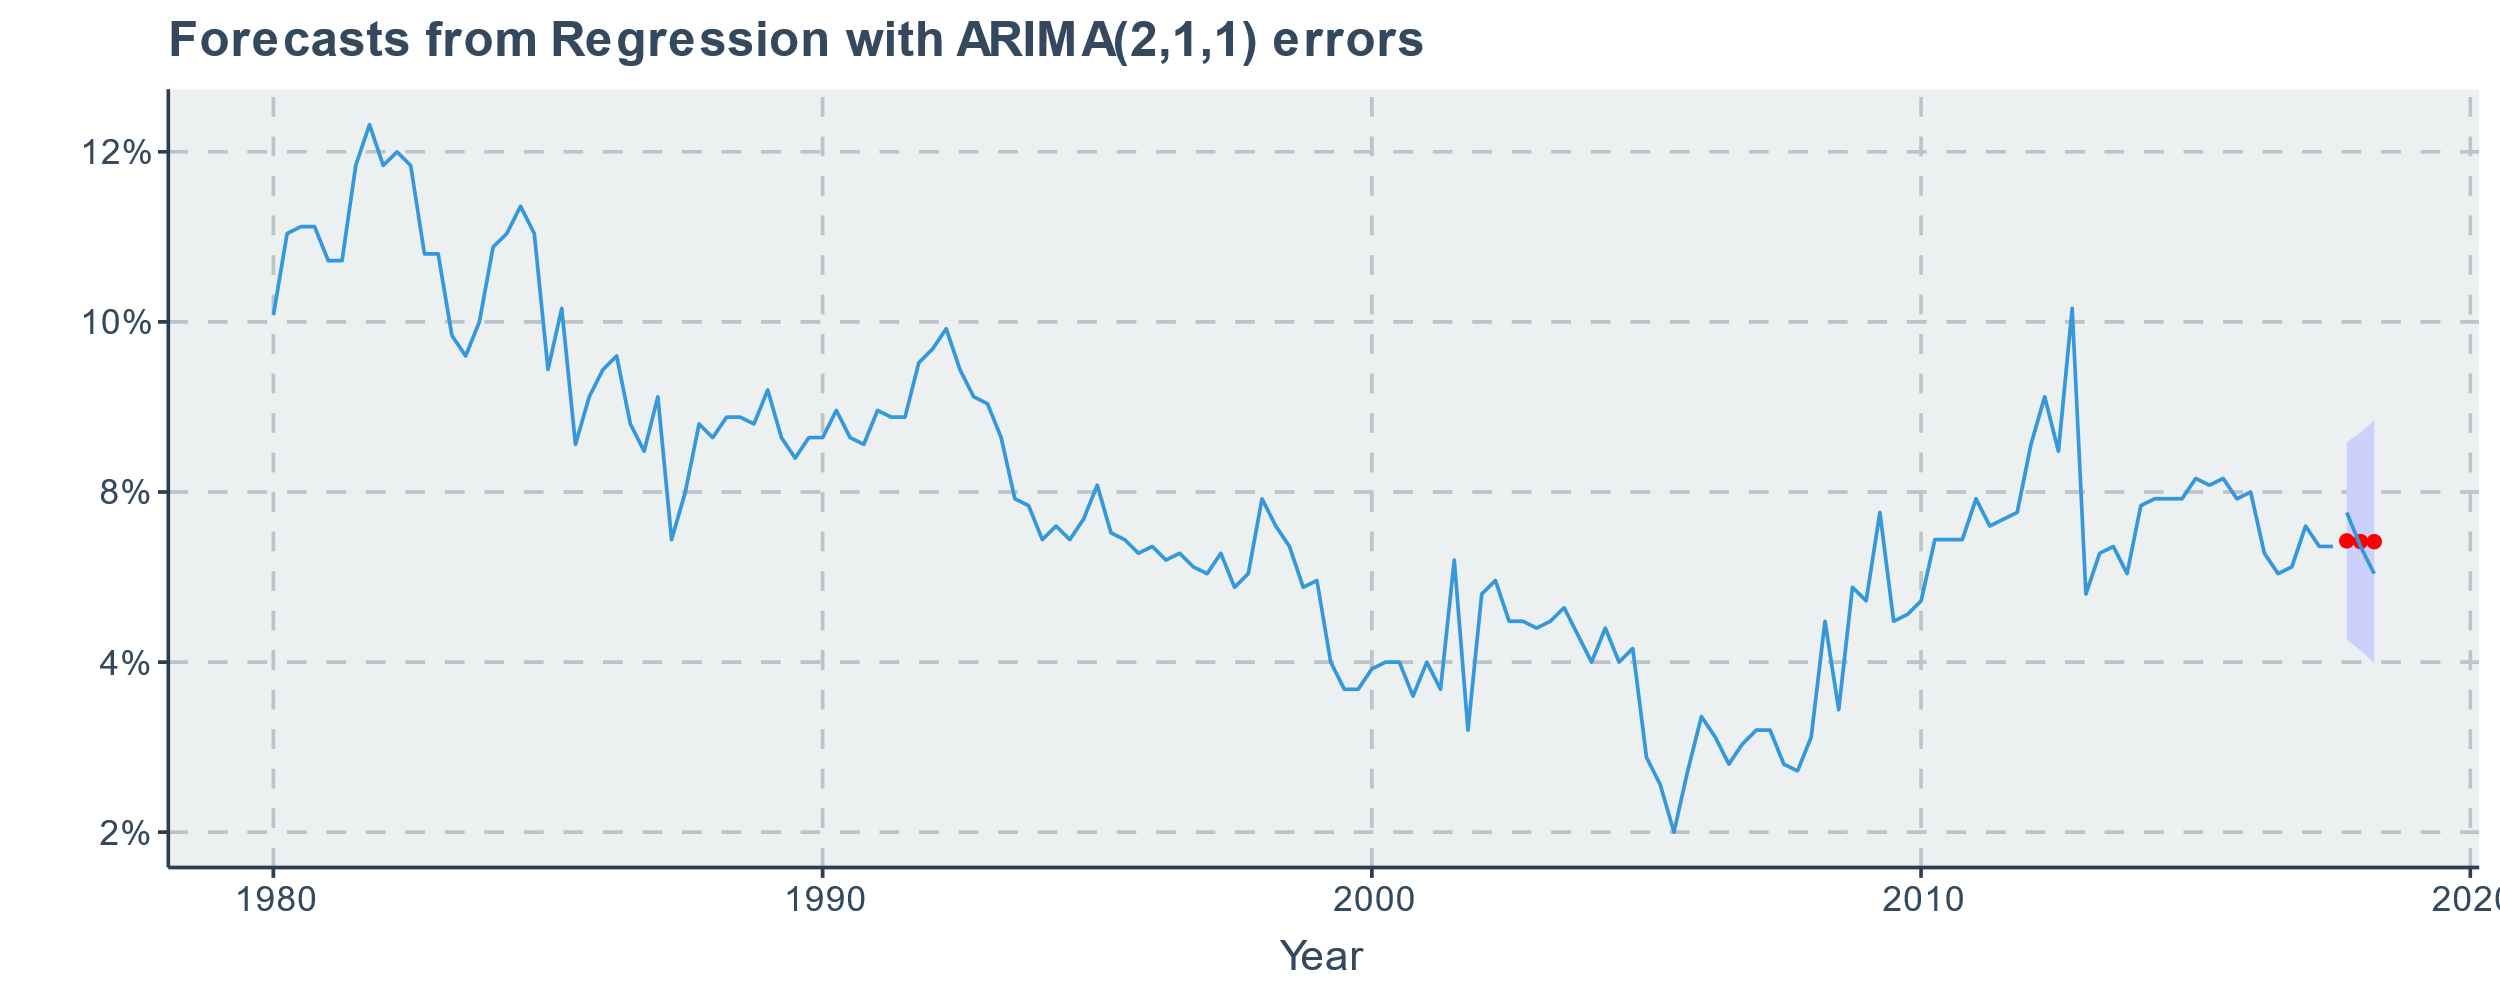 Forecasts from Regression with ARIMA(2,1,1) errors
12%
10%
8%
4%
2%
1980 1990 2000 2010 202
Year